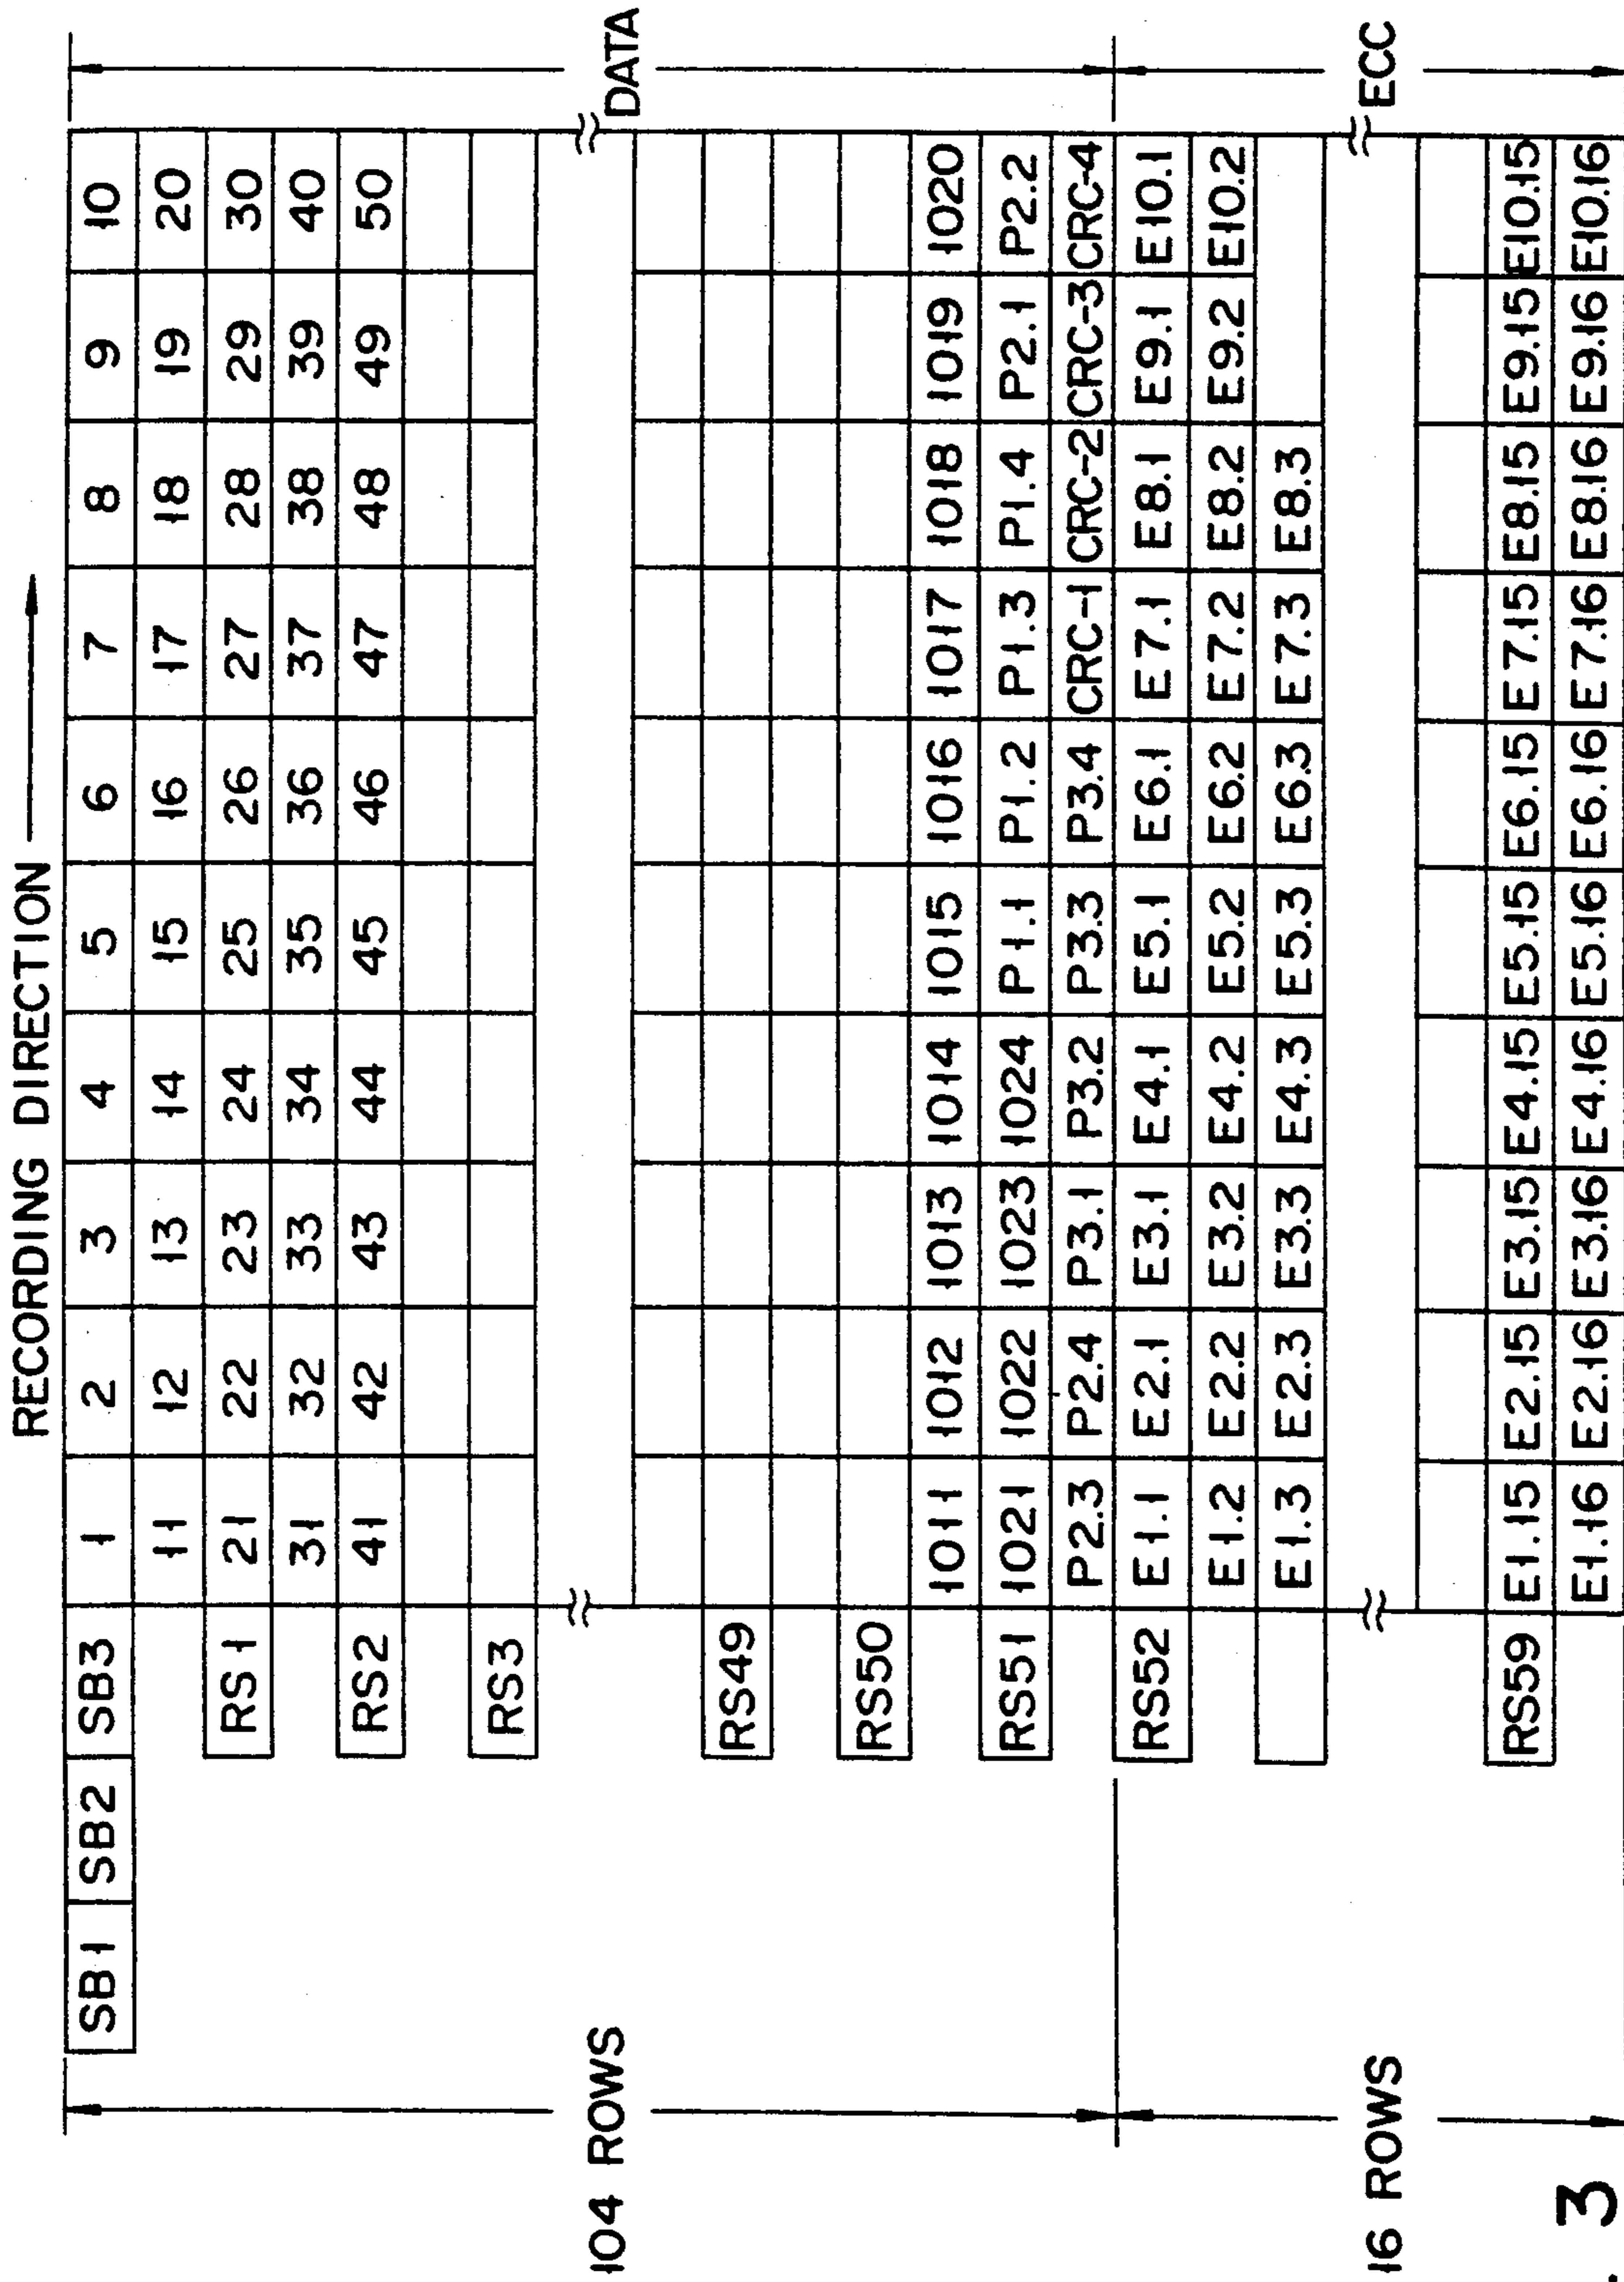 RECORDING DIRECTION
SB1 SB2 SB3 1 2 3 4 5 6 7 8 9 10
11 12 13 14 15 16 17 18 19 20
RS1 21 22 23 24 25 26 27 28 29 30
31 32 33 34 35 36 37 38 39 40
RS2 41 42 43 44 45 46 47 48 49 50
RS3
104 ROWS
DATA
RS49
RS50
1011 1012 1013 1014 1015 1016 1017 1018 1019 1020
RS51 1021 1022 1023 1024 P1.1 P1.2 P1.3 P1.4 P2.1 P2.2
P2.3 P2.4 P3.1 P3.2 P3.3 P3.4 CRC-1 CRC-2 CRC-3 CRC-4
RS52 E1.1 E2.1 E3.1 E4.1 E5.1 E6.1 E7.1 E8.1 E9.1 E10.1
E1.2 E2.2 E3.2 E4.2 E5.2 E6.2 E7.2 E8.2 E9.2 E10.2
E1.3 E2.3 E3.3 E4.3 E5.3 E6.3 E7.3 E8.3
16 ROWS
ECC
RS59 E1.15 E2.15 E3.15 E4.15 E5.15 E6.15 E7.15 E8.15 E9.15 E10.15
E1.16 E2.16 E3.16 E4.16 E5.16 E6.16 E7.16 E8.16 E9.16 E10.16
. 3